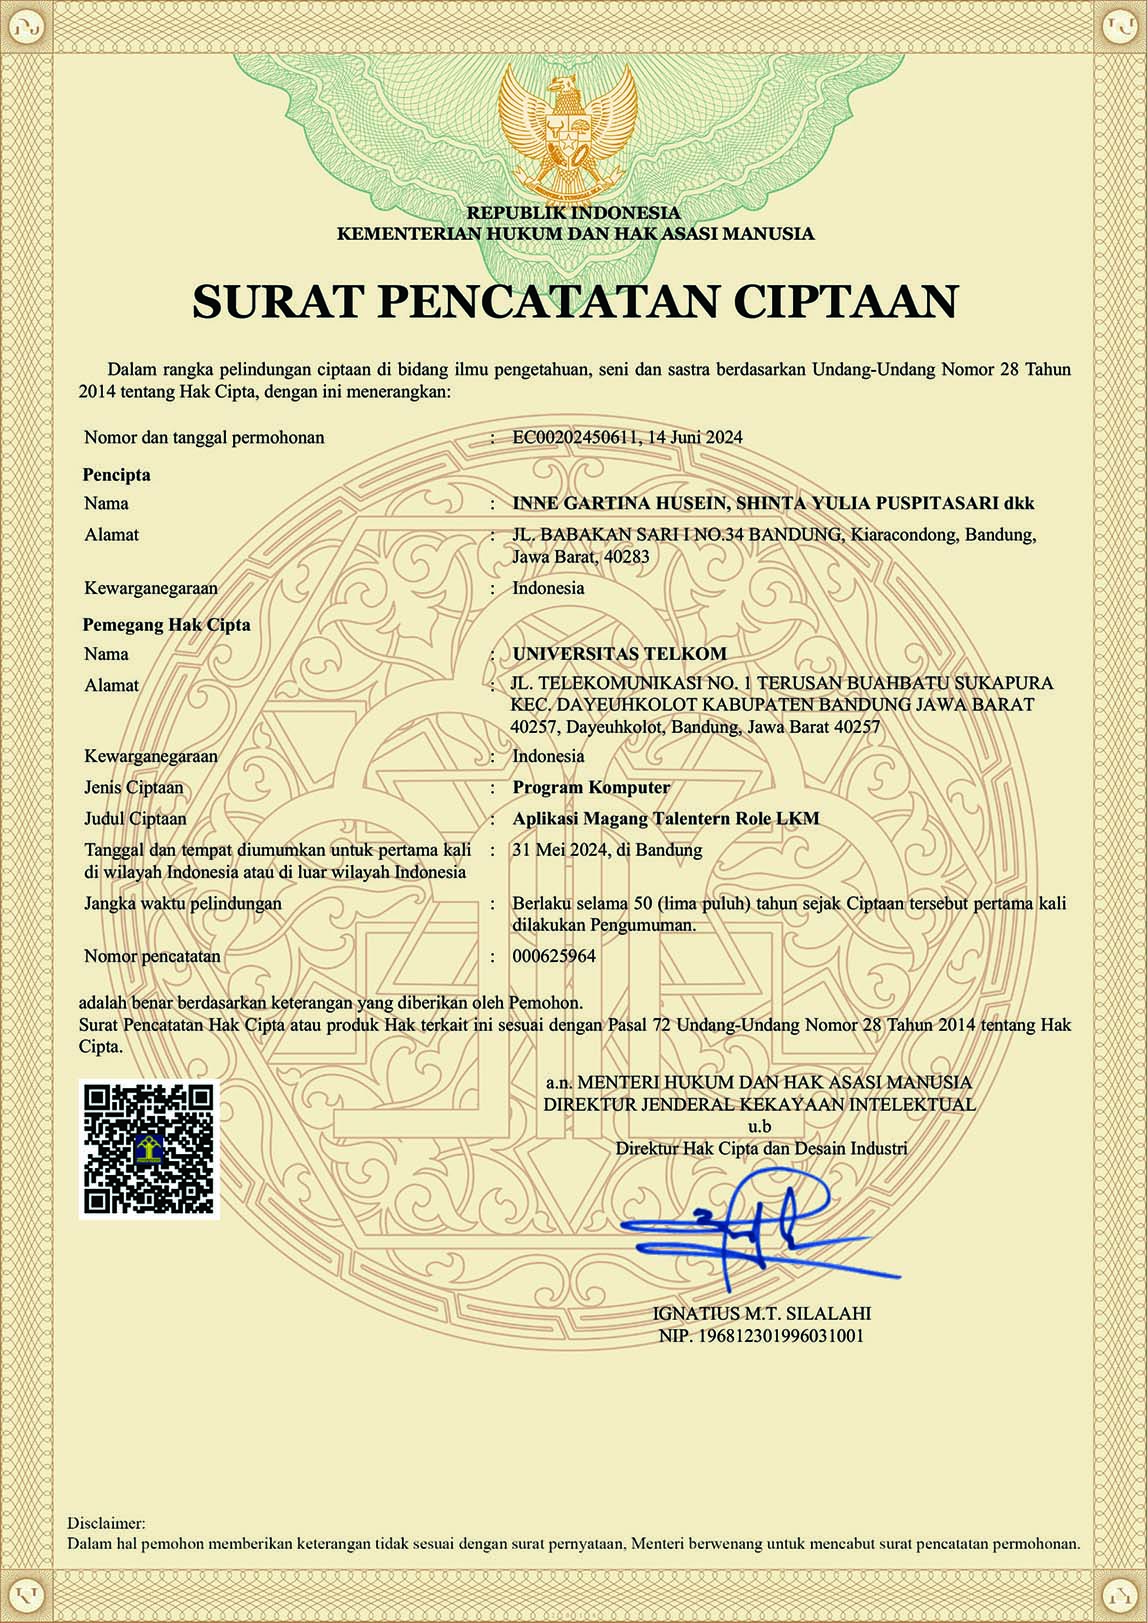 REPUBLIK INDONESIA
KEMENTERIAN HUKUM DAN HAK ASASI MANUSIA
SURAT PENCATATAN CIPTAAN
Dalam rangka pelindungan ciptaan di bidang ilmu pengetahuan, seni dan sastra berdasarkan Undang-Undang Nomor 28 Tahun
2014 tentang Hak Cipta, dengan ini menerangkan:
Nomor dan tanggal permohonan : EC00202450611, 14 Juni 2024
Pencipta
Nama : INNE GARTINA HUSEIN, SHINTA YULIA PUSPITASARI dkk
Alamat : JL. BABAKAN SARI I NO.34 BANDUNG, Kiaracondong, Bandung,
Jawa Barat, 40283
Kewarganegaraan : Indonesia
Pemegang Hak Cipta
Nama : UNIVERSITAS TELKOM
Alamat : JL. TELEKOMUNIKASI NO. 1 TERUSAN BUAHBATU SUKAPURA
KEC. DAYEUHKOLOT KABUPATEN BANDUNG JAWA BARAT
40257, Dayeuhkolot, Bandung, Jawa Barat 40257
Kewarganegaraan : Indonesia
Jenis Ciptaan : Program Komputer
Judul Ciptaan : Aplikasi Magang Talentern Role LKM
Tanggal dan tempat diumumkan untuk pertama kali : 31 Mei 2024, di Bandung
di wilayah Indonesia atau di luar wilayah Indonesia
Jangka waktu pelindungan : Berlaku selama 50 (lima puluh) tahun sejak Ciptaan tersebut pertama kali
dilakukan Pengumuman.
Nomor pencatatan : 000625964
adalah benar berdasarkan keterangan yang diberikan oleh Pemohon.
Surat Pencatatan Hak Cipta atau produk Hak terkait ini sesuai dengan Pasal 72 Undang-Undang Nomor 28 Tahun 2014 tentang Hak
Cipta.
a.n. MENTERI HUKUM DAN HAK ASASI MANUSIA
DIREKTUR JENDERAL KEKAYAAN INTELEKTUAL
u.b
Direktur Hak Cipta dan Desain Industri
IGNATIUS M.T. SILALAHI
NIP. 196812301996031001
Disclaimer:
Dalam hal pemohon memberikan keterangan tidak sesuai dengan surat pernyataan, Menteri berwenang untuk mencabut surat pencatatan permohonan.